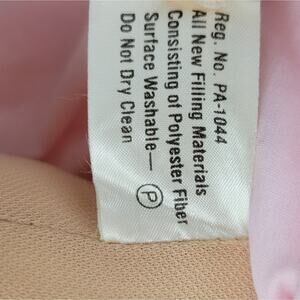 Reg. No. PA-1044
All New Filling Materials
Consisting of Polyester Fiber
Surface Washable— Ⓟ
Do Not Dry Clean